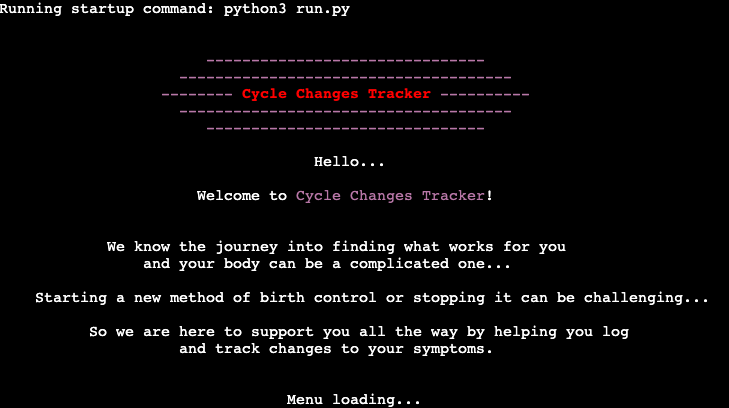 Running startup command: python3 run.py
-------------------------------
-------------------------------------
-------- Cycle Changes Tracker ----------
-------------------------------------
-------------------------------
Hello...
Welcome to Cycle Changes Tracker!
We know the journey into finding what works for you
and your body can be a complicated one...
Starting a new method of birth control or stopping it can be challenging...
So we are here to support you all the way by helping you log
and track changes to your symptoms.
Menu loading...